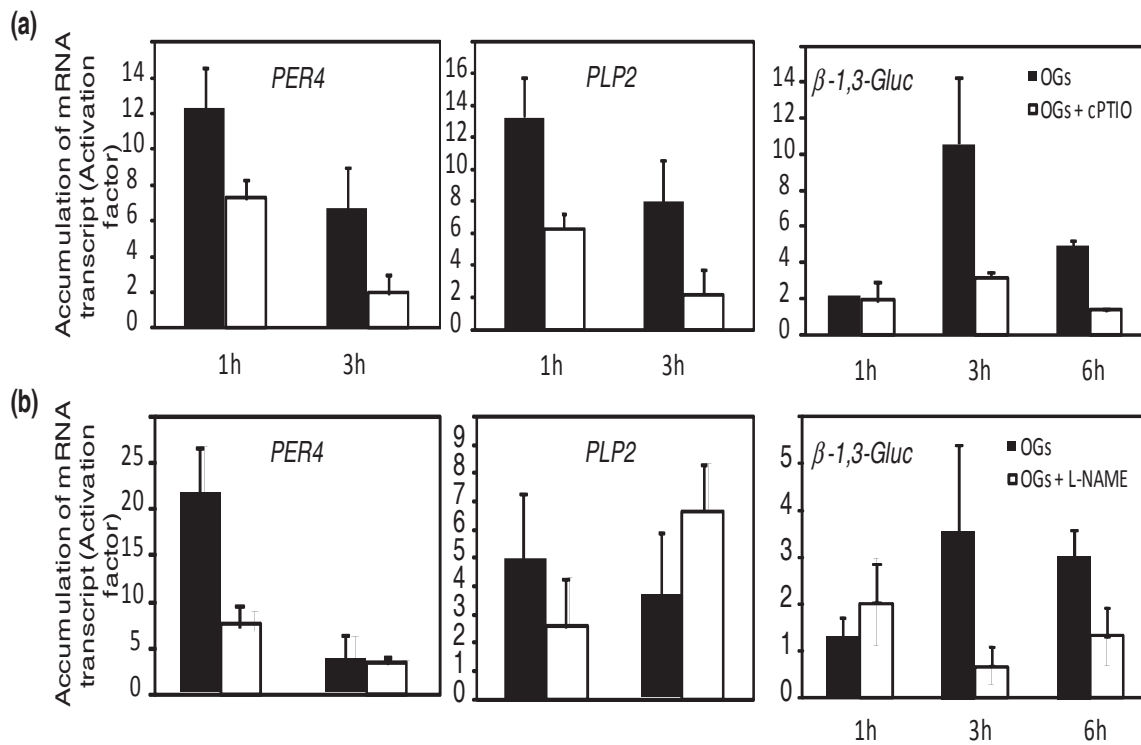 (a)
Accumulation of mRNA
transcript (Activation
factor)
PER4
14
12
10
8
6
4
2
0
1h 3h
PLP2
16
14
12
10
8
6
4
2
0
1h 3h
β-1,3-Gluc
OGs
OGs + cPTIO
14
12
10
8
6
4
2
0
1h 3h 6h
(b)
Accumulation of mRNA
transcript (Activation
factor)
PER4
25
20
15
10
5
0
PLP2
9
8
7
6
5
4
3
2
1
0
β-1,3-Gluc
OGs
OGs + L-NAME
5
4
3
2
1
0
1h 3h 6h